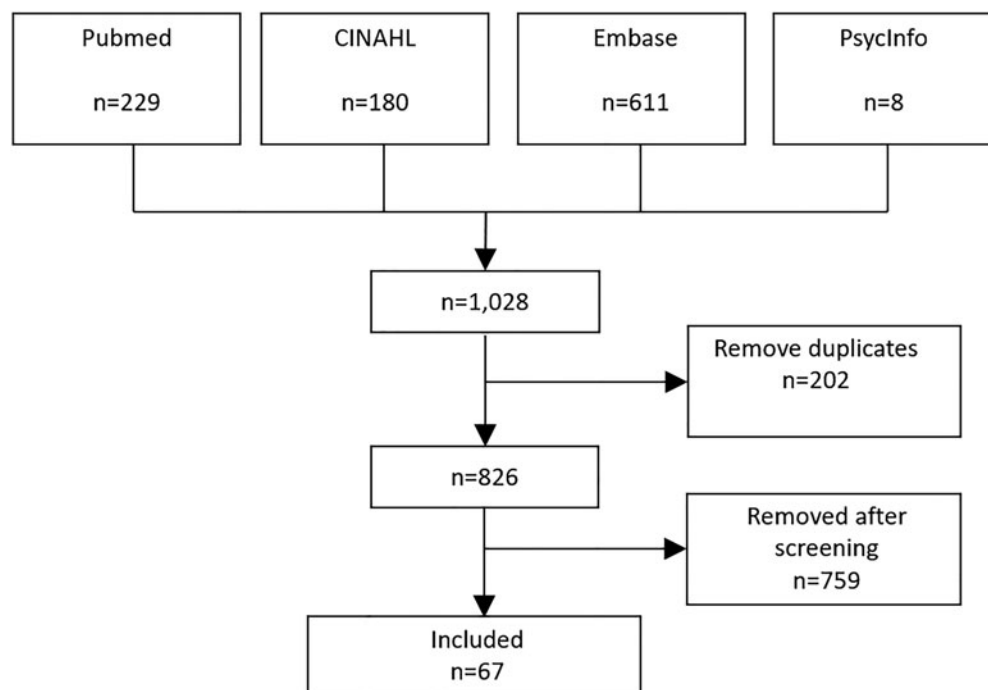 Pubmed
n=229
CINAHL
n=180
Embase
n=611
PsycInfo
n=8
n=1,028
Remove duplicates
n=202
n=826
Removed after
screening
n=759
Included
n=67